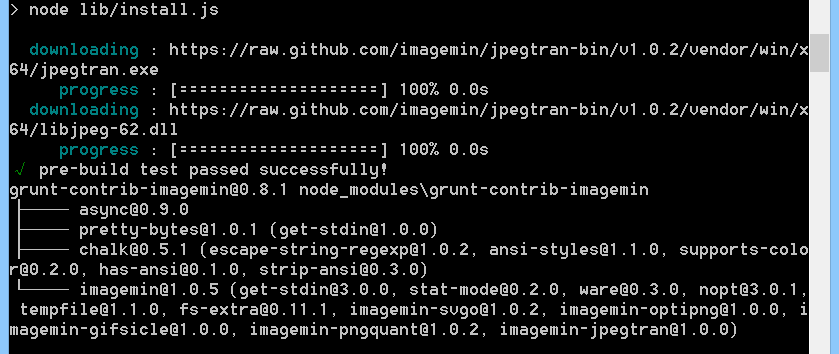 > node lib/install.js
downloading : https://raw.github.com/imagemin/jpegtran-bin/v1.0.2/vendor/win/x
64/jpegtran.exe
progress : [====================] 100% 0.0s
downloading : https://raw.github.com/imagemin/jpegtran-bin/v1.0.2/vendor/win/x
64/libjpeg-62.dll
progress : [====================] 100% 0.0s
√ pre-build test passed successfully!
grunt-contrib-imagemin@0.8.1 node_modules\grunt-contrib-imagemin
├──── async@0.9.0
├──── pretty-bytes@1.0.1 (get-stdin@1.0.0)
├──── chalk@0.5.1 (escape-string-regexp@1.0.2, ansi-styles@1.1.0, supports-colo
r@0.2.0, has-ansi@0.1.0, strip-ansi@0.3.0)
└──── imagemin@1.0.5 (get-stdin@3.0.0, stat-mode@0.2.0, ware@0.3.0, nopt@3.0.1,
tempfile@1.1.0, fs-extra@0.11.1, imagemin-svgo@1.0.2, imagemin-optipng@1.0.0, i
magemin-gifsicle@1.0.0, imagemin-pngquant@1.0.2, imagemin-jpegtran@1.0.0)